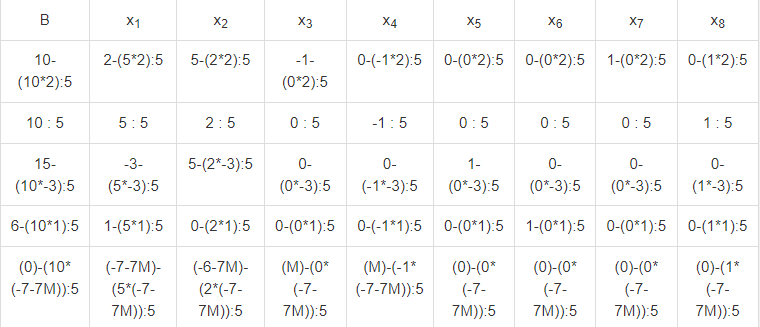 B x₁ x₂ x₃ x₄ x₅ x₆ x₇ x₈
10-(10*2):5 2-(5*2):5 5-(2*2):5 -1-(0*2):5 0-(-1*2):5 0-(0*2):5 0-(0*2):5 1-(0*2):5 0-(1*2):5
10 : 5 5 : 5 2 : 5 0 : 5 -1 : 5 0 : 5 0 : 5 0 : 5 1 : 5
15-(10*-3):5 -3-(5*-3):5 5-(2*-3):5 0-(0*-3):5 0-(-1*-3):5 1-(0*-3):5 0-(0*-3):5 0-(0*-3):5 0-(1*-3):5
6-(10*1):5 1-(5*1):5 0-(2*1):5 0-(0*1):5 0-(-1*1):5 0-(0*1):5 1-(0*1):5 0-(0*1):5 0-(1*1):5
(0)-(10*(-7-7M)):5 (-7-7M)-(5*(-7-7M)):5 (-6-7M)-(2*(-7-7M)):5 (M)-(0*(-7-7M)):5 (M)-(-1*(-7-7M)):5 (0)-(0*(-7-7M)):5 (0)-(0*(-7-7M)):5 (0)-(0*(-7-7M)):5 (0)-(1*(-7-7M)):5